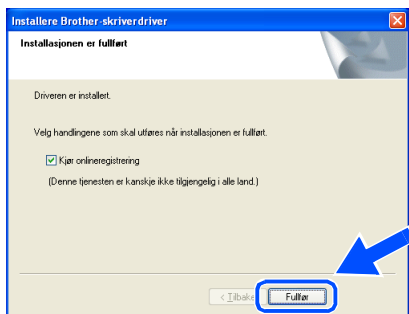 Installere Brother-skriverdriver
Installasjonen er fullført
Driveren er installert.
Velg handlingene som skal utføres når installasjonen er fullført.
Kjør onlineregistrering
(Denne tjenesten er kanskje ikke tilgjengelig i alle land.)
< Tilbake
Fullfør